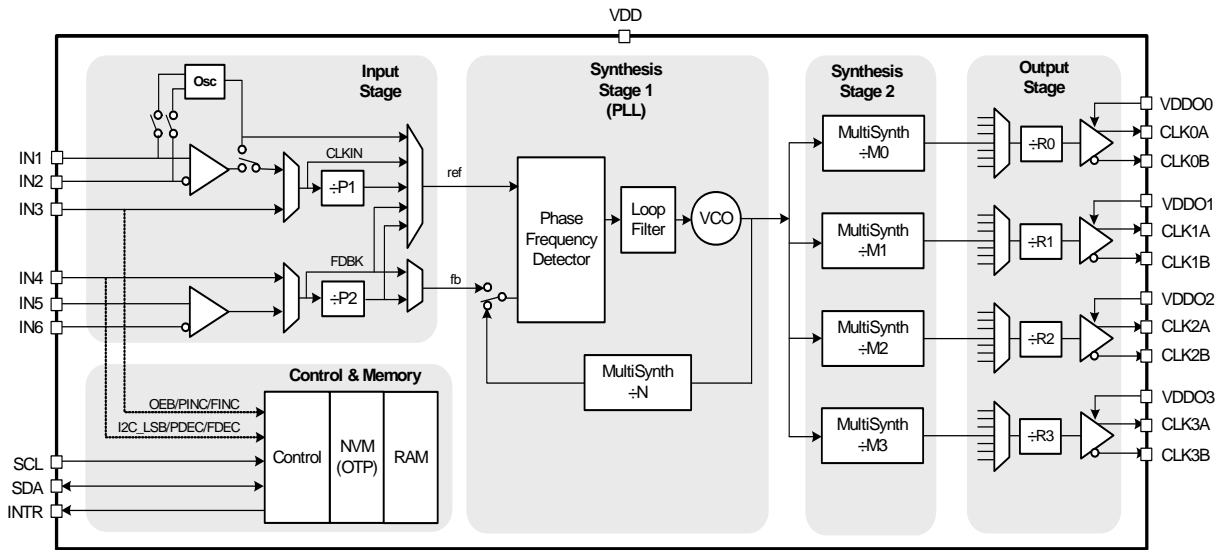 VDD
Input
Stage
Osc
IN1
IN2
IN3
CLKIN
÷P1
ref
IN4
IN5
IN6
FDBK
÷P2
fb
Synthesis
Stage 1
(PLL)
Phase
Frequency
Detector
Loop
Filter
VCO
MultiSynth
÷N
Synthesis
Stage 2
MultiSynth
÷M0
MultiSynth
÷M1
MultiSynth
÷M2
MultiSynth
÷M3
Output
Stage
÷R0
÷R1
÷R2
÷R3
VDDO0
CLK0A
CLK0B
VDDO1
CLK1A
CLK1B
VDDO2
CLK2A
CLK2B
VDDO3
CLK3A
CLK3B
Control & Memory
OEB/PINC/FINC
I2C_LSB/PDEC/FDEC
SCL
SDA
INTR
Control
NVM
(OTP)
RAM